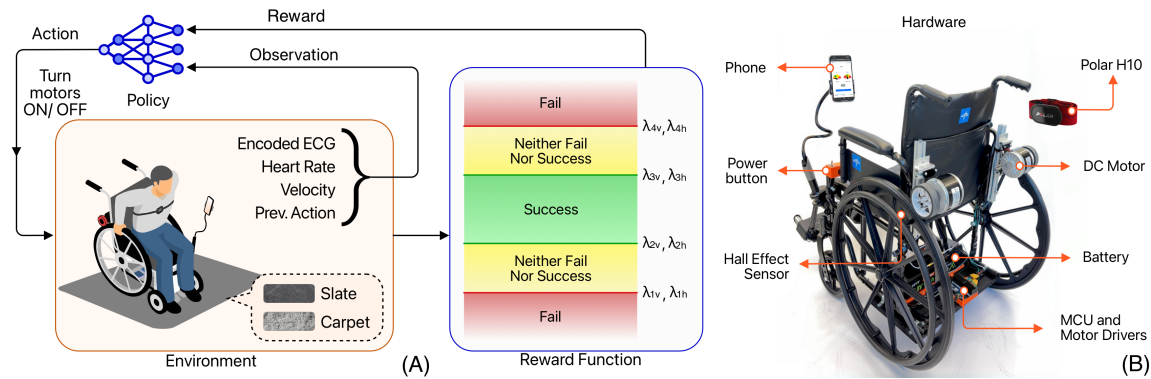 Reward
Action
Observation
Turn
motors
ON/ OFF
Policy
Encoded ECG
Heart Rate
Velocity
Prev. Action
Slate
Carpet
Environment
(A)
Fail
λ4v, λ4h
Neither Fail
Nor Success
λ3v, λ3h
Success
λ2v, λ2h
Neither Fail
Nor Success
λ1v, λ1h
Fail
Reward Function
Hardware
Phone
Polar H10
POLAR
Power
button
DC Motor
Hall Effect
Sensor
Battery
MCU and
Motor Drivers
(B)